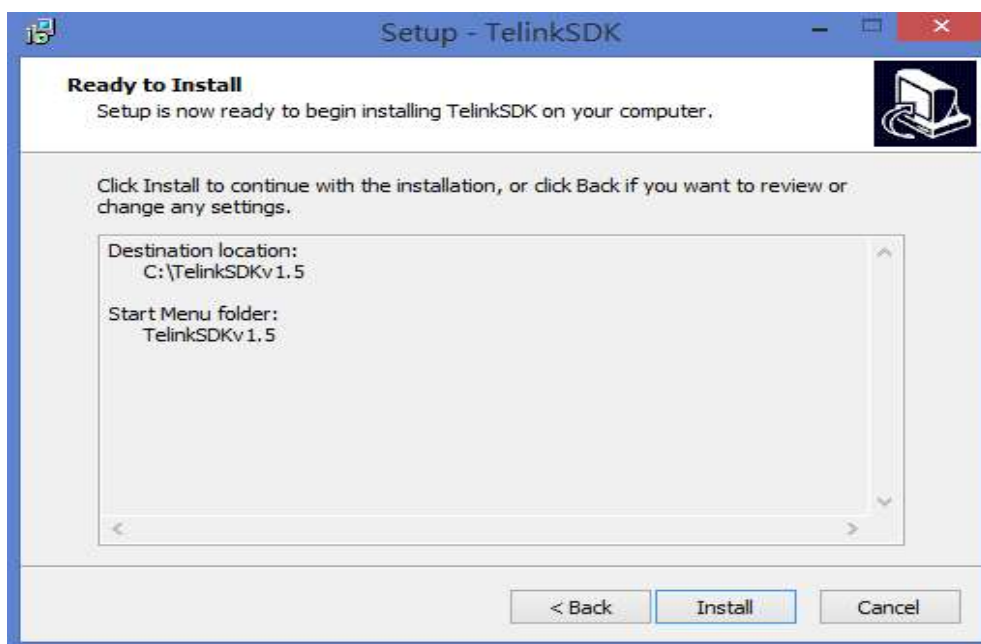 Setup - TelinkSDK
Ready to Install
Setup is now ready to begin installing TelinkSDK on your computer.
Click Install to continue with the installation, or click Back if you want to review or
change any settings.
Destination location:
C:\TelinkSDKv1.5
Start Menu folder:
TelinkSDKv1.5
< Back
Install
Cancel